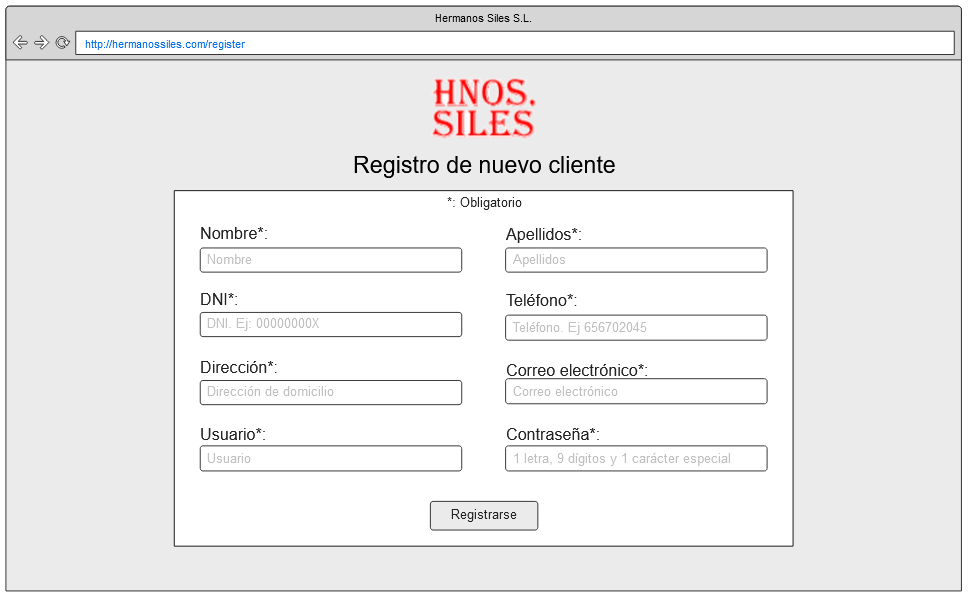 Hermanos Siles S.L.
http://hermanossiles.com/register
HNOS.
SILES
Registro de nuevo cliente
*: Obligatorio
Nombre*:
Nombre
Apellidos*:
Apellidos
DNI*:
DNI. Ej: 00000000X
Teléfono*:
Teléfono. Ej 656702045
Dirección*:
Dirección de domicilio
Correo electrónico*:
Correo electrónico
Usuario*:
Usuario
Contraseña*:
1 letra, 9 dígitos y 1 carácter especial
Registrarse